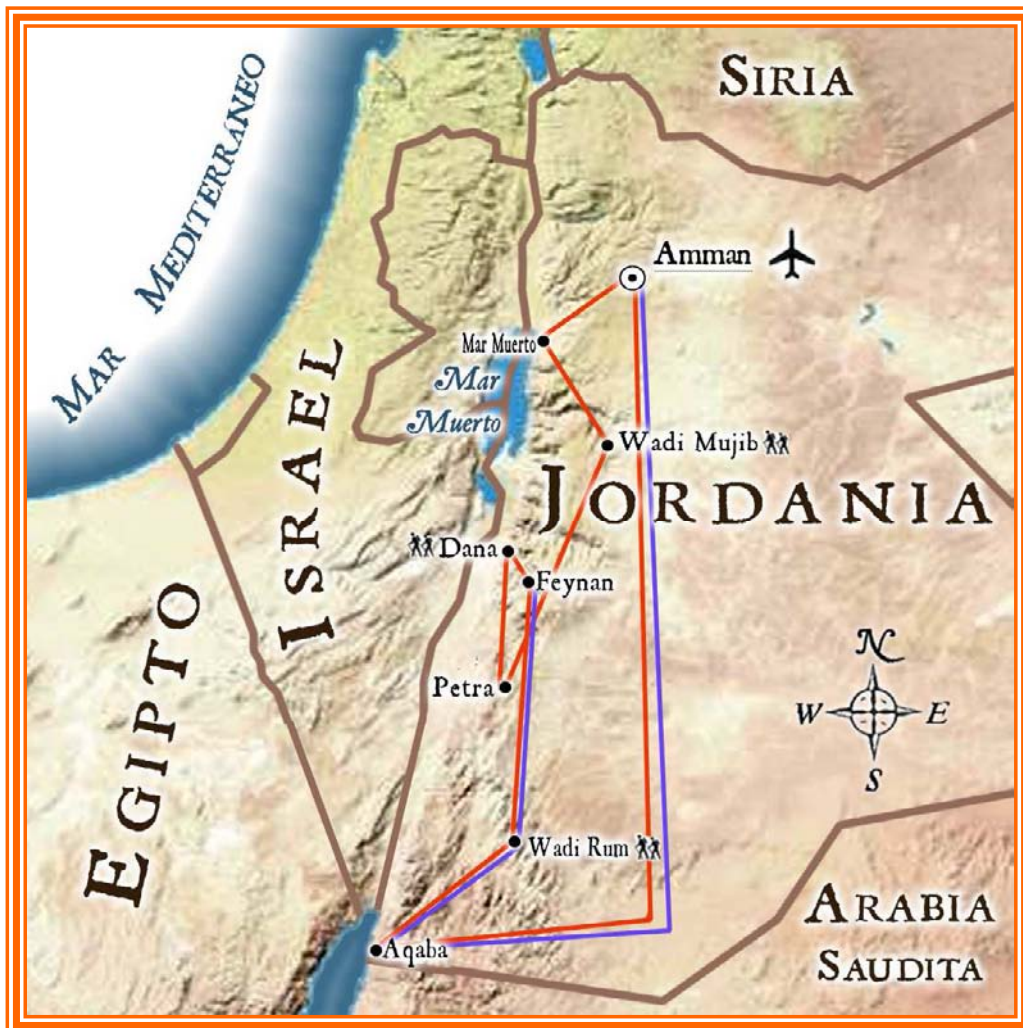 SIRIA
MAR MEDITERRÁNEO
Amman
Mar Muerto
Mar
Muerto
Wadi Mujib
ISRAEL
JORDANIA
Dana
Feynan
EGIPTO
Petra
N
W E
S
Wadi Rum
ARABIA
SAUDITA
Aqaba